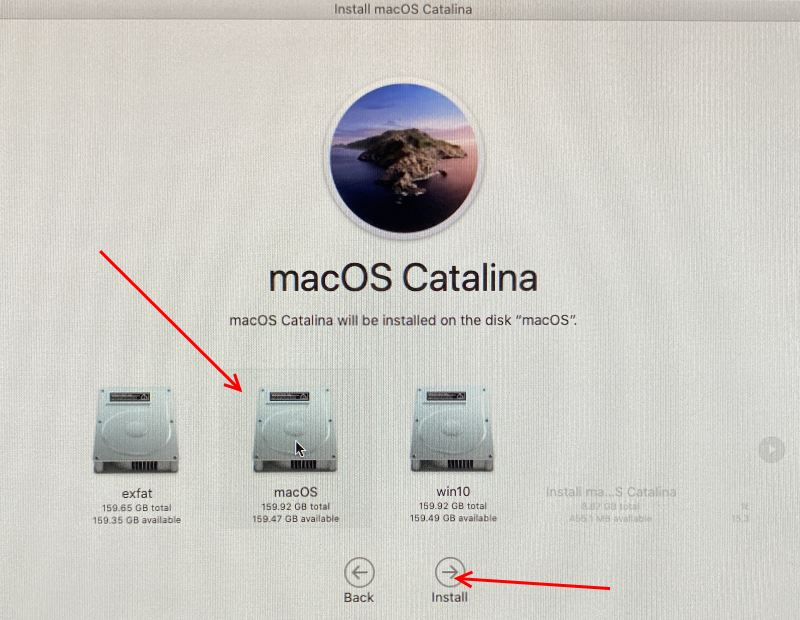 Install macOS Catalina
macOS Catalina
macOS Catalina will be installed on the disk “macOS”.
exfat
159.65 GB total
159.35 GB available
macOS
159.92 GB total
159.47 GB available
win10
159.92 GB total
159.49 GB available
Install ma...S Catalina
GB total
MB available
15.3
Back
Install